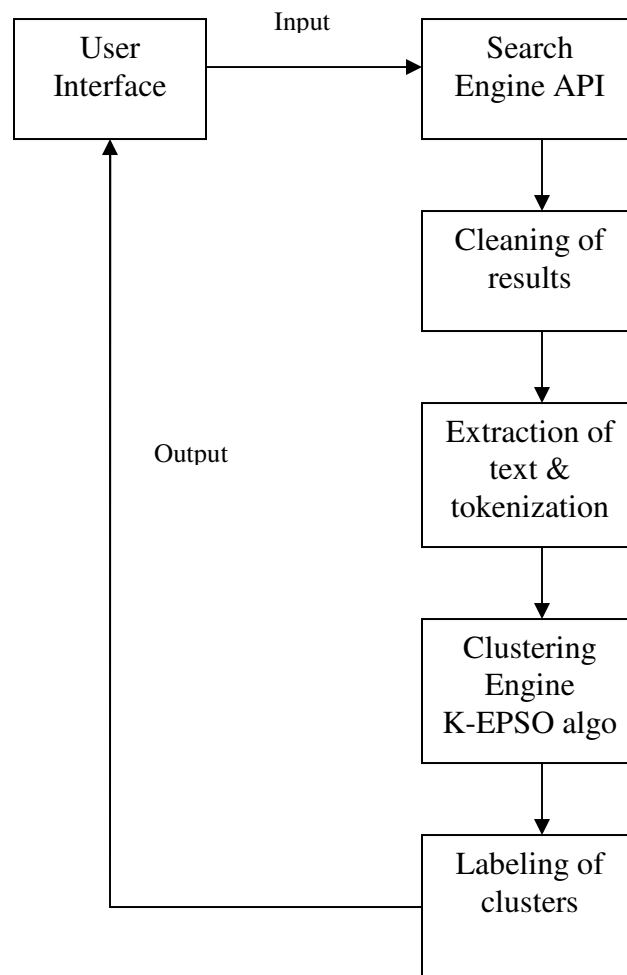 User
Interface
Input
Search
Engine API
Cleaning of
results
Extraction of
text &
tokenization
Output
Clustering
Engine
K-EPSO algo
Labeling of
clusters